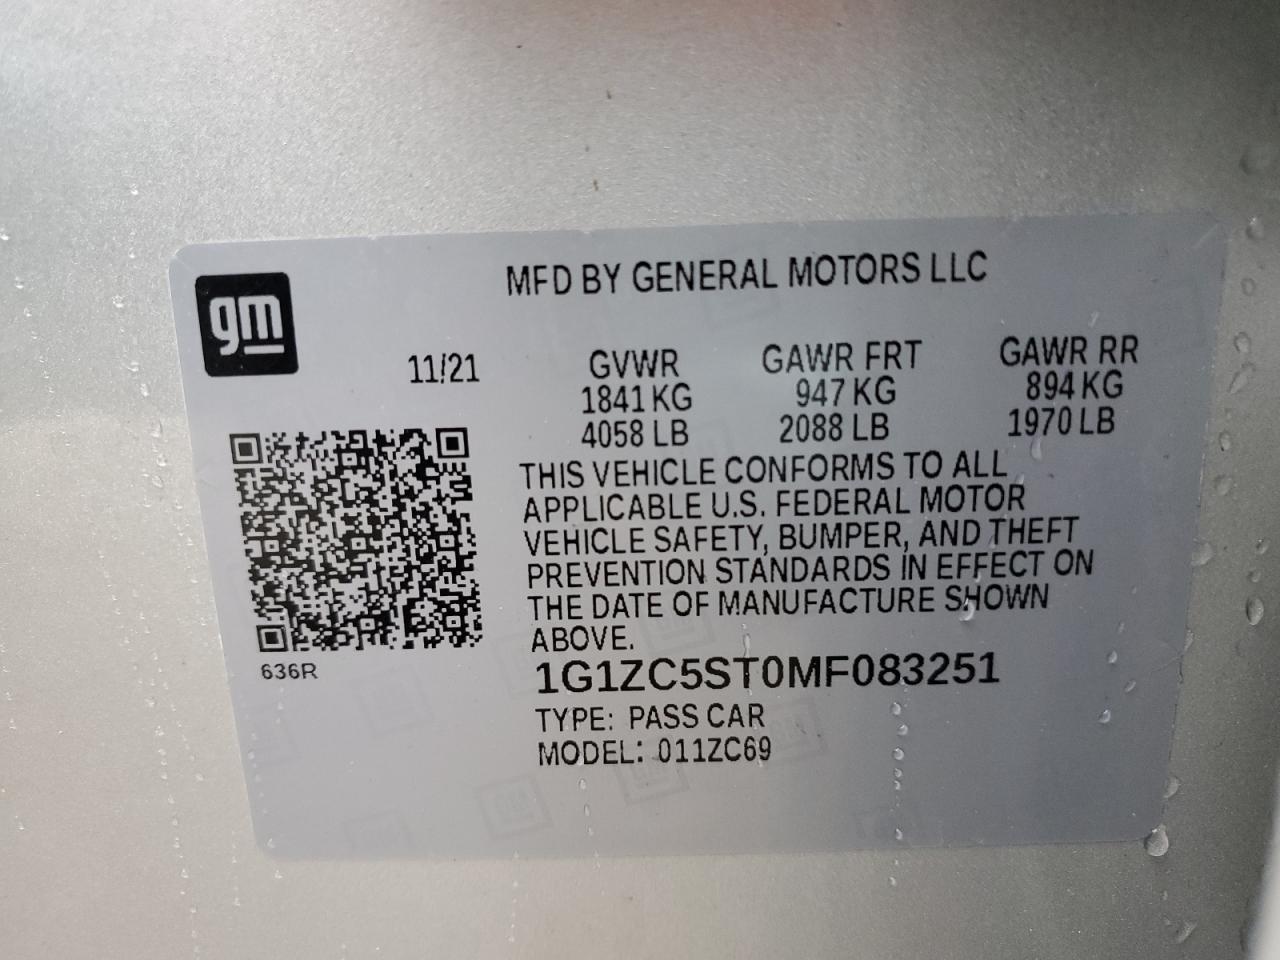 gm
MFD BY GENERAL MOTORS LLC
11/21
GVWR GAWR FRT GAWR RR
1841 KG 947 KG 894 KG
4058 LB 2088 LB 1970 LB
THIS VEHICLE CONFORMS TO ALL
APPLICABLE U.S. FEDERAL MOTOR
VEHICLE SAFETY, BUMPER, AND THEFT
PREVENTION STANDARDS IN EFFECT ON
THE DATE OF MANUFACTURE SHOWN
ABOVE.
636R
1G1ZC5ST0MF083251
TYPE: PASS CAR
MODEL: 011ZC69